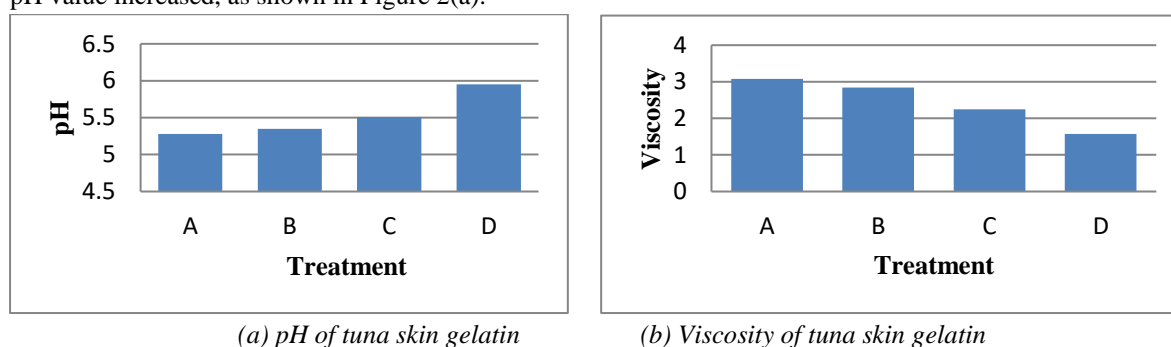 pH value increased, as shown in Figure 2(a).
6.5
6
5.5
5
4.5
pH
A B C D
Treatment
4
3
2
1
0
Viscosity
A B C D
Treatment
(a) pH of tuna skin gelatin
(b) Viscosity of tuna skin gelatin